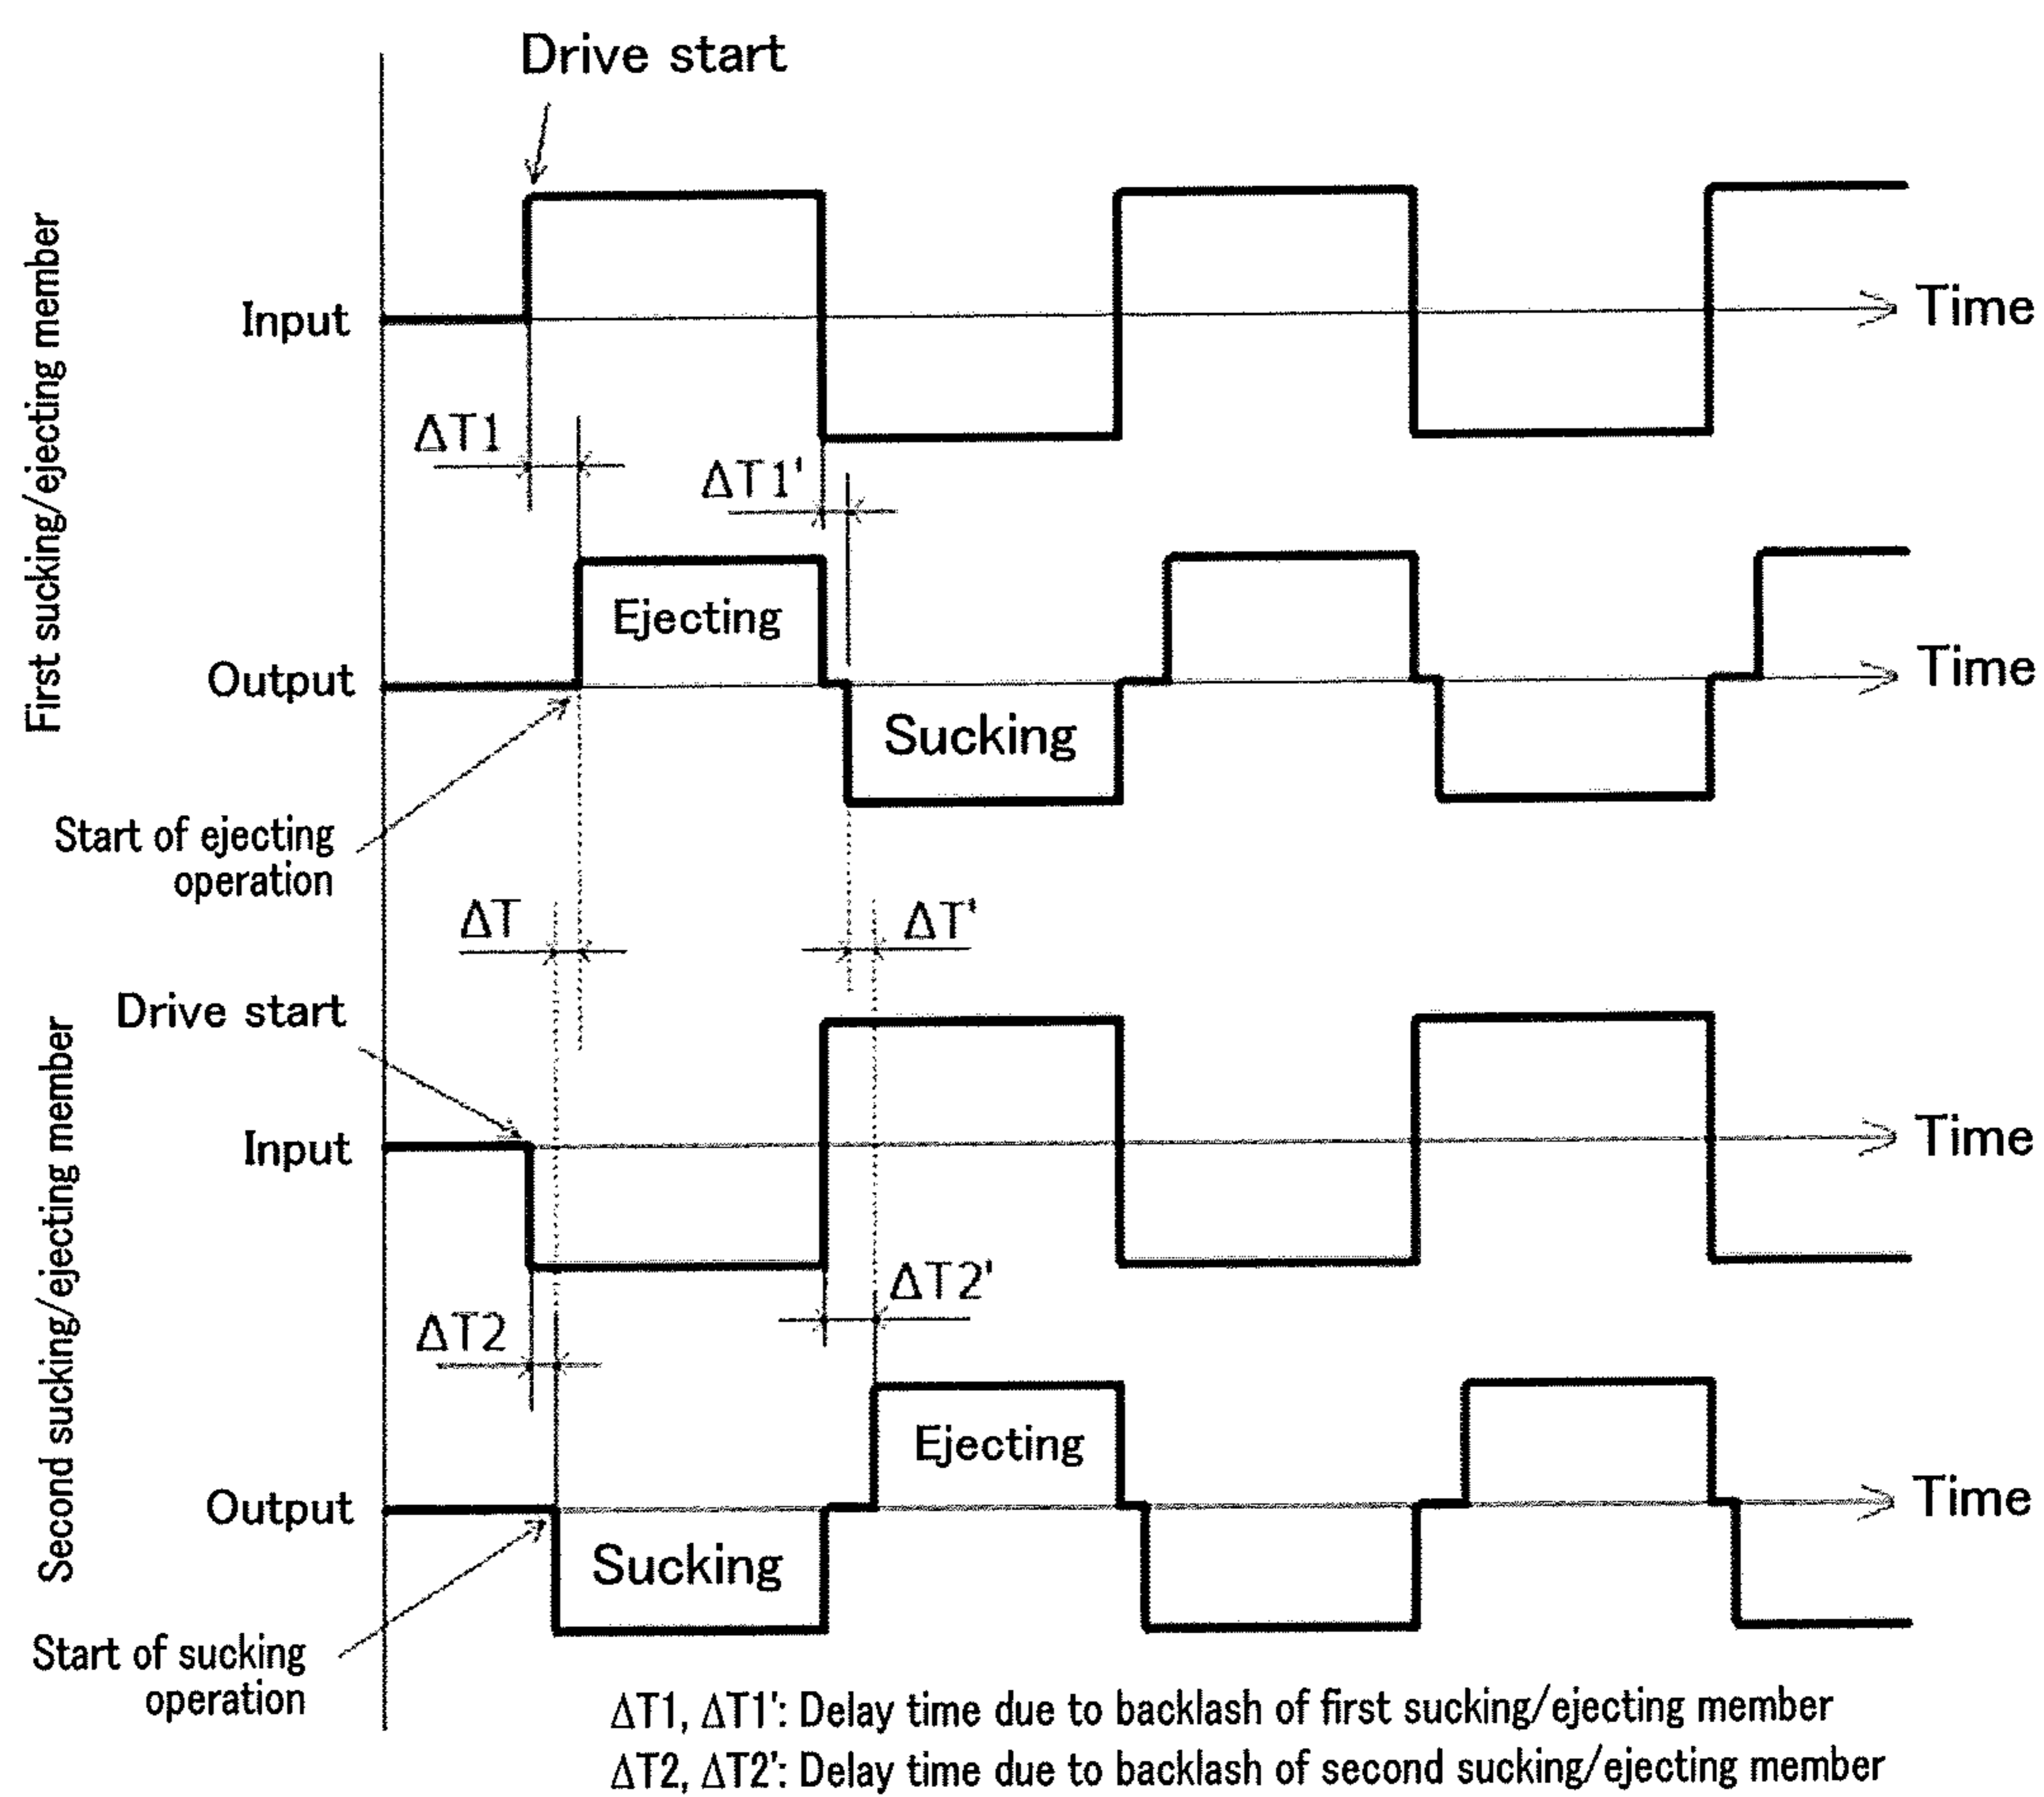 Drive start
First sucking/ejecting member
Input
Time
ΔT1
ΔT1'
Ejecting
Output
Time
Sucking
Start of ejecting
operation
ΔT
ΔT'
Drive start
Second sucking/ejecting member
Input
Time
ΔT2'
ΔT2
Ejecting
Output
Time
Sucking
Start of sucking
operation
ΔT1, ΔT1': Delay time due to backlash of first sucking/ejecting member
ΔT2, ΔT2': Delay time due to backlash of second sucking/ejecting member